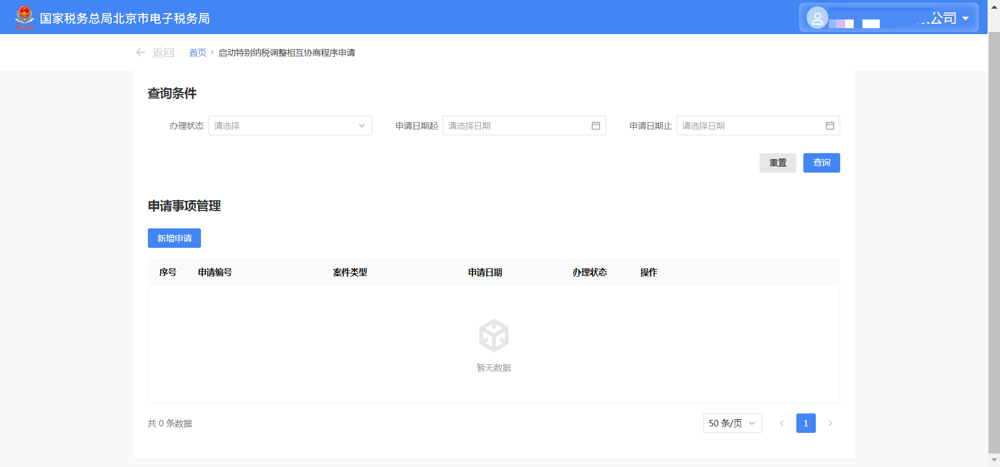 国家税务总局北京市电子税务局
公司
返回 首页 > 启动特别纳税调整相互协商程序申请
查询条件
办理状态 请选择 申请日期起 请选择日期 申请日期止 请选择日期
重置 查询
申请事项管理
新增申请
序号 申请编号 案件类型 申请日期 办理状态 操作
暂无数据
共 0 条数据 50 条/页 1